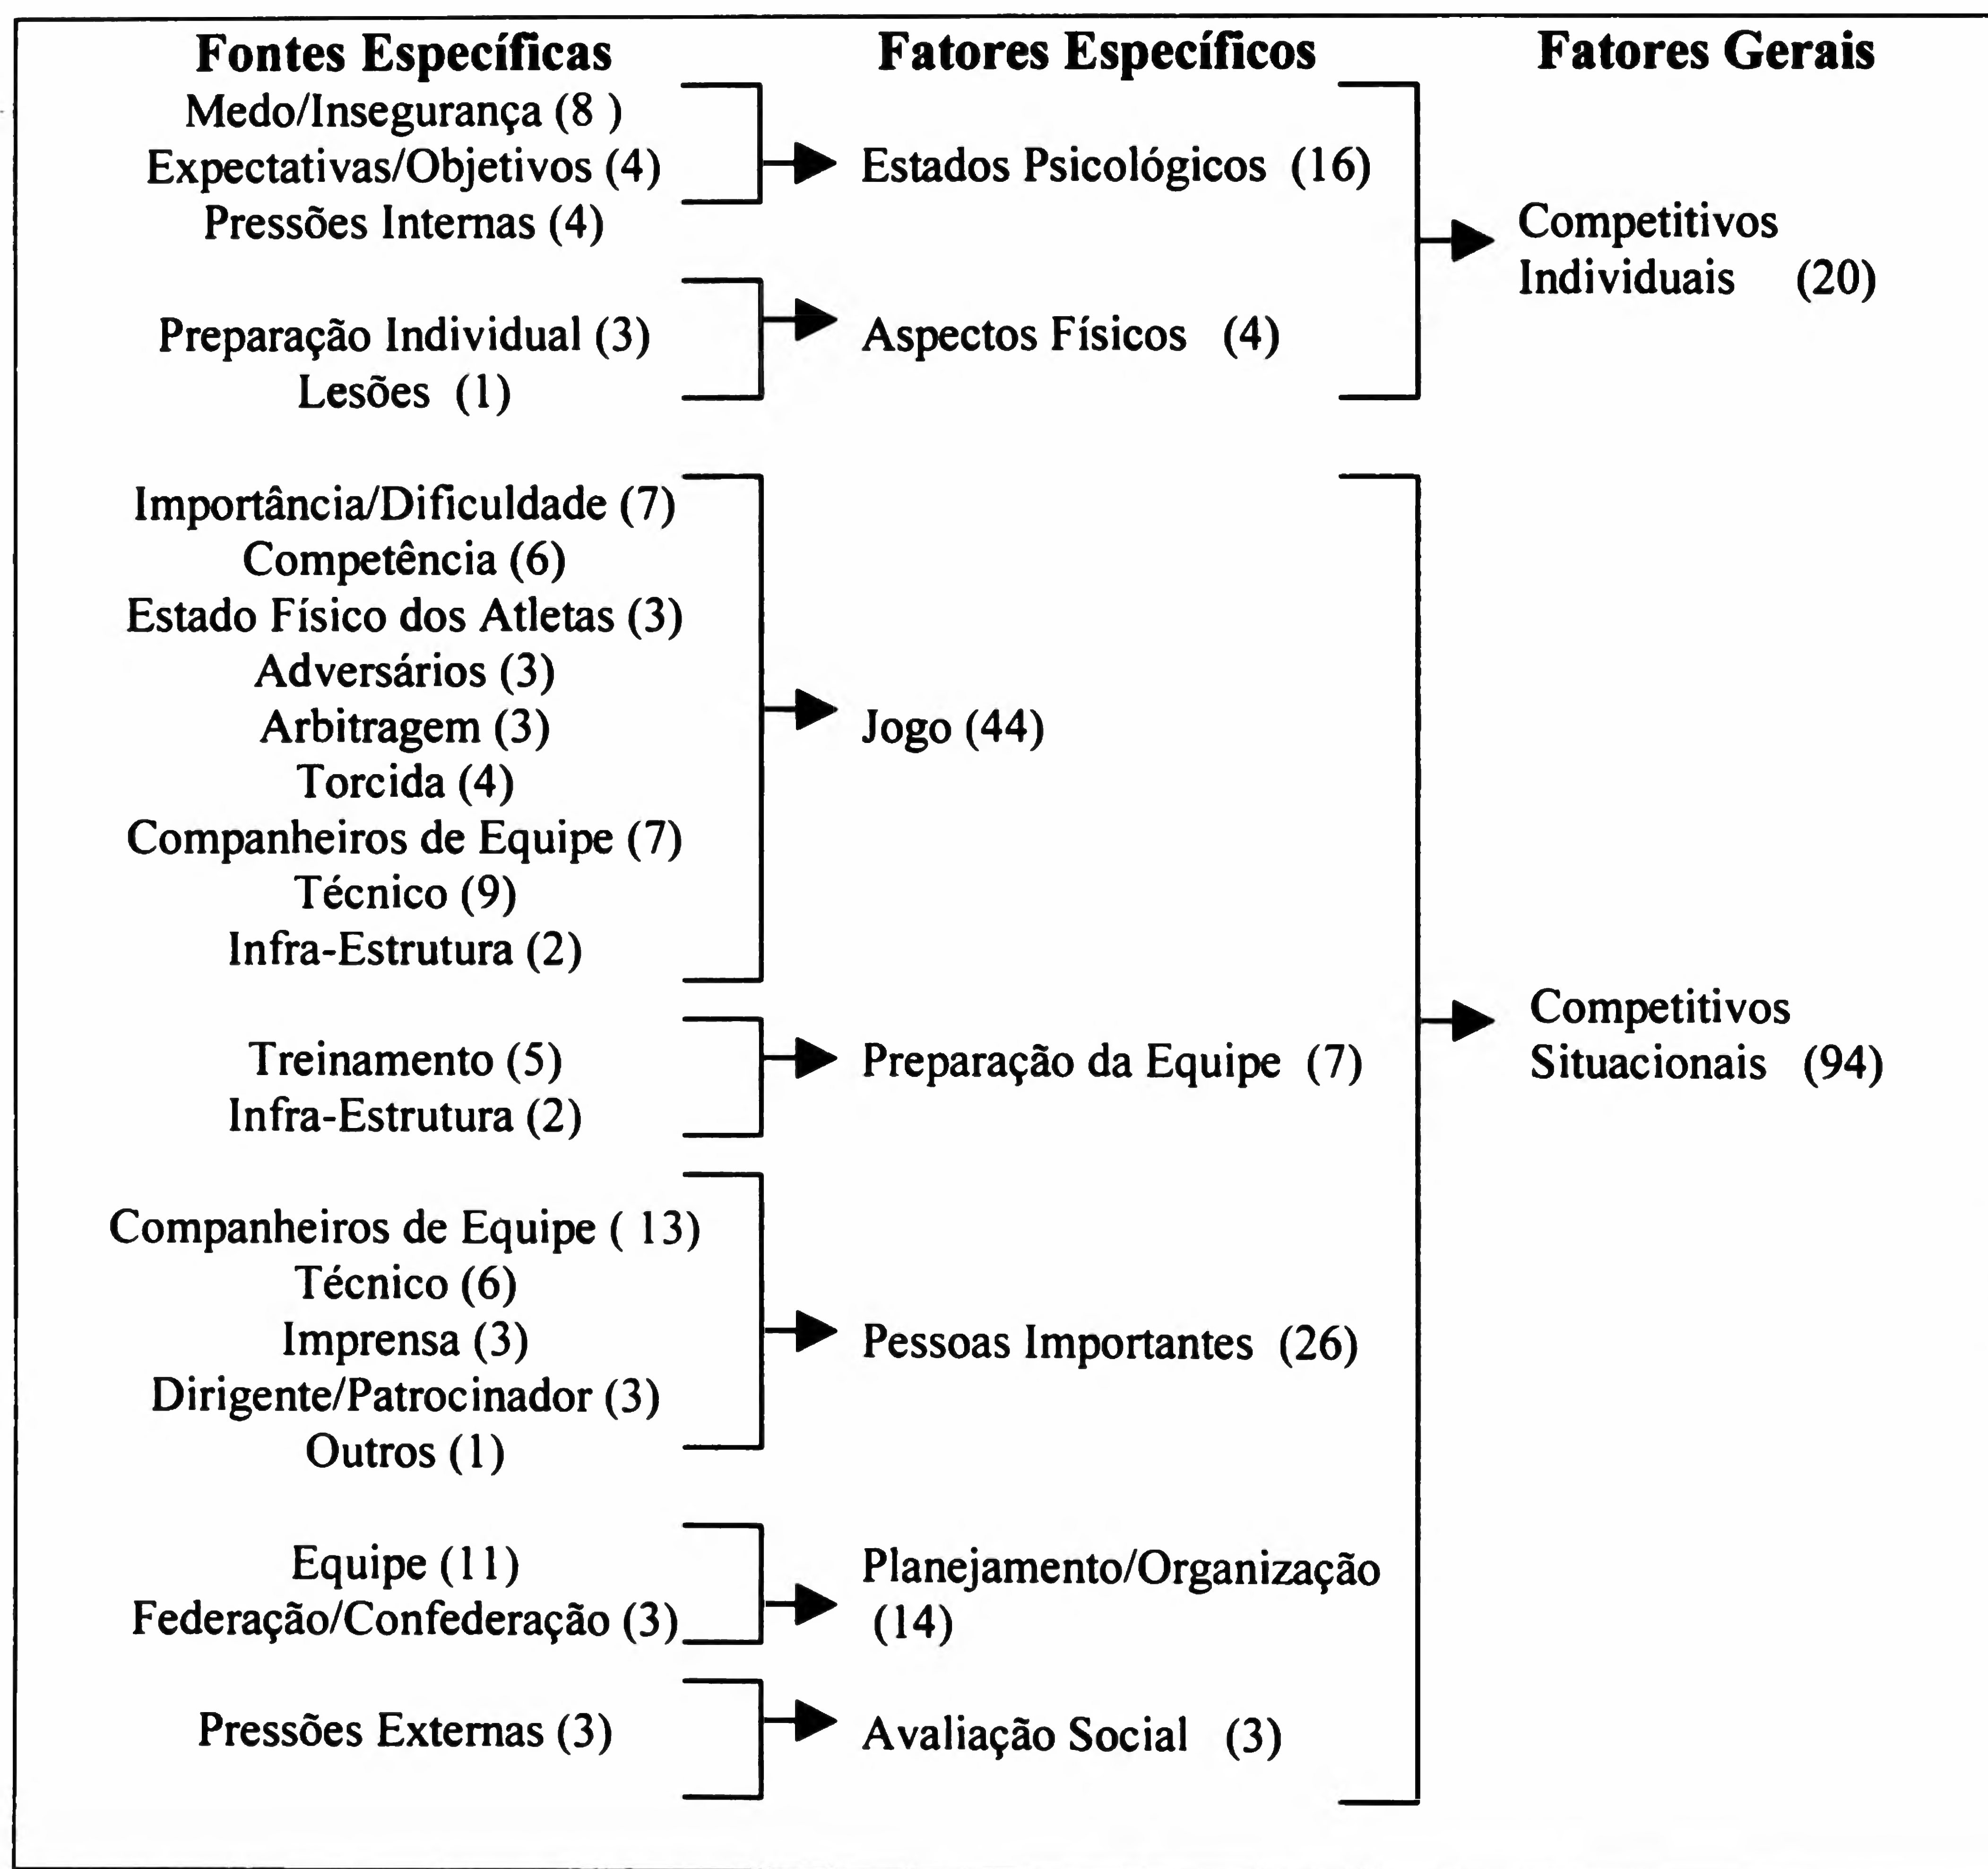 Fontes Específicas Fatores Específicos Fatores Gerais
Medo/Insegurança (8 )
Expectativas/Objetivos (4) Estados Psicológicos (16)
Pressões Internas (4) Competitivos
Individuais (20)
Preparação Individual (3) Aspectos Físicos (4)
Lesões (1)
Importância/Dificuldade (7)
Competência (6)
Estado Físico dos Atletas (3)
Adversários (3)
Arbitragem (3) Jogo (44)
Torcida (4)
Companheiros de Equipe (7)
Técnico (9)
Infra-Estrutura (2)
Competitivos
Treinamento (5) Preparação da Equipe (7) Situacionais (94)
Infra-Estrutura (2)
Companheiros de Equipe ( 13)
Técnico (6)
Imprensa (3) Pessoas Importantes (26)
Dirigente/Patrocinador (3)
Outros (1)
Equipe (11) Planejamento/Organização
Federação/Confederação (3) (14)
Pressões Externas (3) Avaliação Social (3)